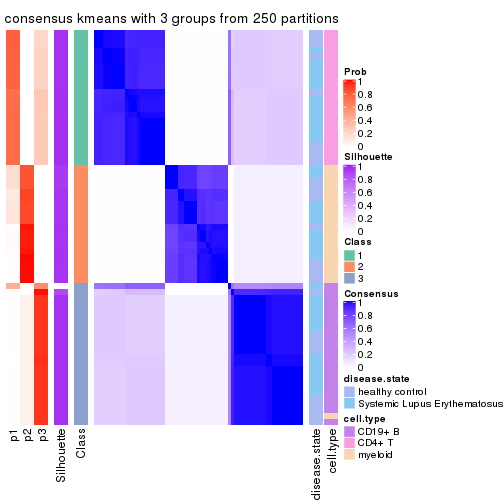 consensus kmeans with 3 groups from 250 partitions
Prob
1
0.8
0.6
0.4
0.2
0
Silhouette
1
0.8
0.6
0.4
0.2
0
Class
1
2
3
Consensus
1
0.8
0.6
0.4
0.2
0
disease.state
healthy control
Systemic Lupus Erythematosus
cell.type
CD19+ B
CD4+ T
myeloid
p1
p2
p3
Silhouette
Class
disease.state
cell.type